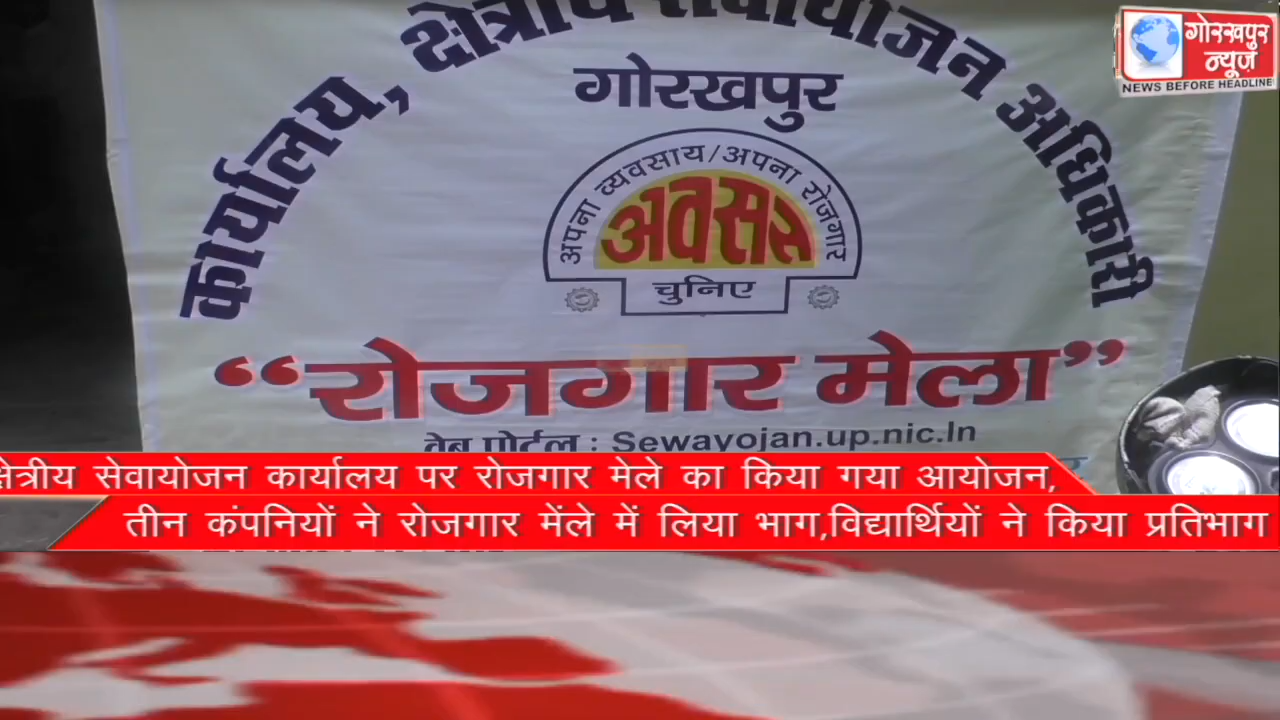 कार्यालय, क्षेत्रीय सेवायोजन अधिकारी
गोरखपुर
अपना व्यवसाय/अपना रोजगार
अवसर
चुनिए
“रोजगार मेला”
वेब पोर्टल : Sewayojan.up.nic.In
गोरखपुर
न्यूज़
NEWS BEFORE HEADLINE
क्षेत्रीय सेवायोजन कार्यालय पर रोजगार मेले का किया गया आयोजन,
तीन कंपनियों ने रोजगार मेंले में लिया भाग,विद्यार्थियों ने किया प्रतिभाग